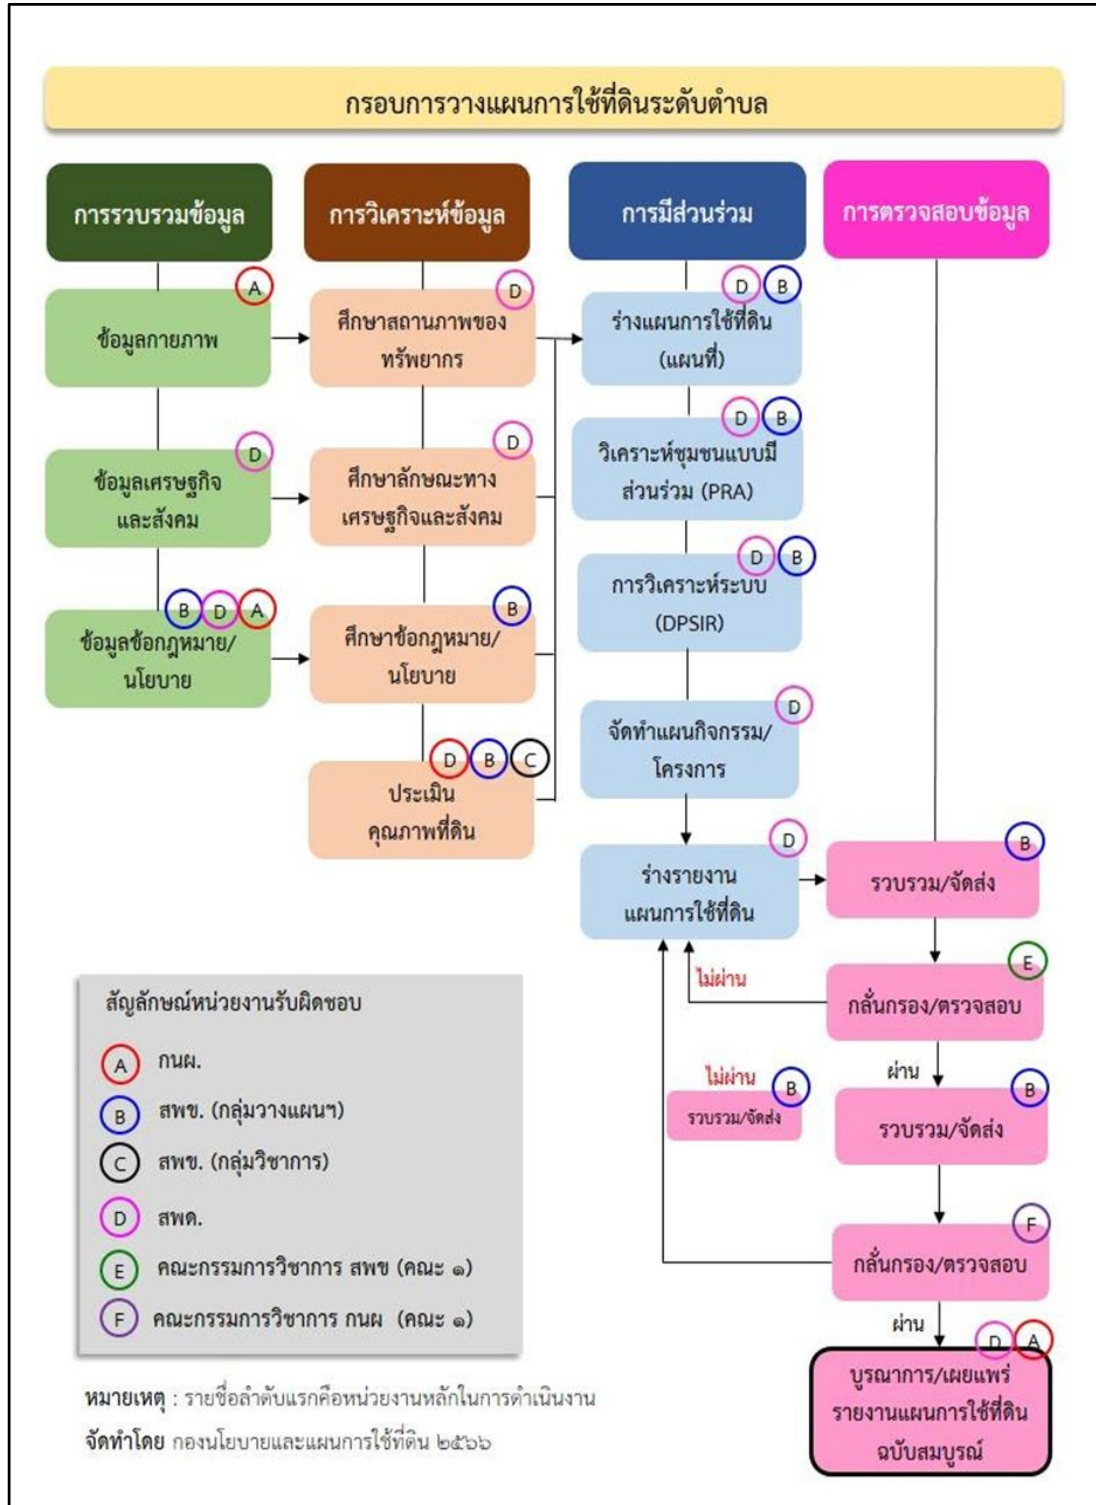 กรอบการวางแผนการใช้ที่ดินระดับตำบล
การรวบรวมข้อมูล
การวิเคราะห์ข้อมูล
การมีส่วนร่วม
การตรวจสอบข้อมูล
A
ข้อมูลกายภาพ
D
ข้อมูลเศรษฐกิจ
และสังคม
B D A
ข้อมูลข้อกฎหมาย/
นโยบาย
D
ศึกษาสถานภาพของ
ทรัพยากร
D
ศึกษาลักษณะทาง
เศรษฐกิจและสังคม
B
ศึกษาข้อกฎหมาย/
นโยบาย
D B C
ประเมิน
คุณภาพที่ดิน
D B
ร่างแผนการใช้ที่ดิน
(แผนที่)
D B
วิเคราะห์ชุมชนแบบมี
ส่วนร่วม (PRA)
D B
การวิเคราะห์ระบบ
(DPSIR)
D
จัดทำแผนกิจกรรม/
โครงการ
D
ร่างรายงาน
แผนการใช้ที่ดิน
B
รวบรวม/จัดส่ง
E
กลั่นกรอง/ตรวจสอบ
ไม่ผ่าน
ผ่าน
B
รวบรวม/จัดส่ง
ไม่ผ่าน
B
รวบรวม/จัดส่ง
F
กลั่นกรอง/ตรวจสอบ
ผ่าน
D A
บูรณาการ/เผยแพร่
รายงานแผนการใช้ที่ดิน
ฉบับสมบูรณ์
สัญลักษณ์หน่วยงานรับผิดชอบ
A กนผ.
B สพข. (กลุ่มวางแผนฯ)
C สพข. (กลุ่มวิชาการ)
D สพด.
E คณะกรรมการวิชาการ สพข (คณะ ๑)
F คณะกรรมการวิชาการ กนผ (คณะ ๑)
หมายเหตุ : รายชื่อลำดับแรกคือหน่วยงานหลักในการดำเนินงาน
จัดทำโดย กองนโยบายและแผนการใช้ที่ดิน ๒๕๖๖